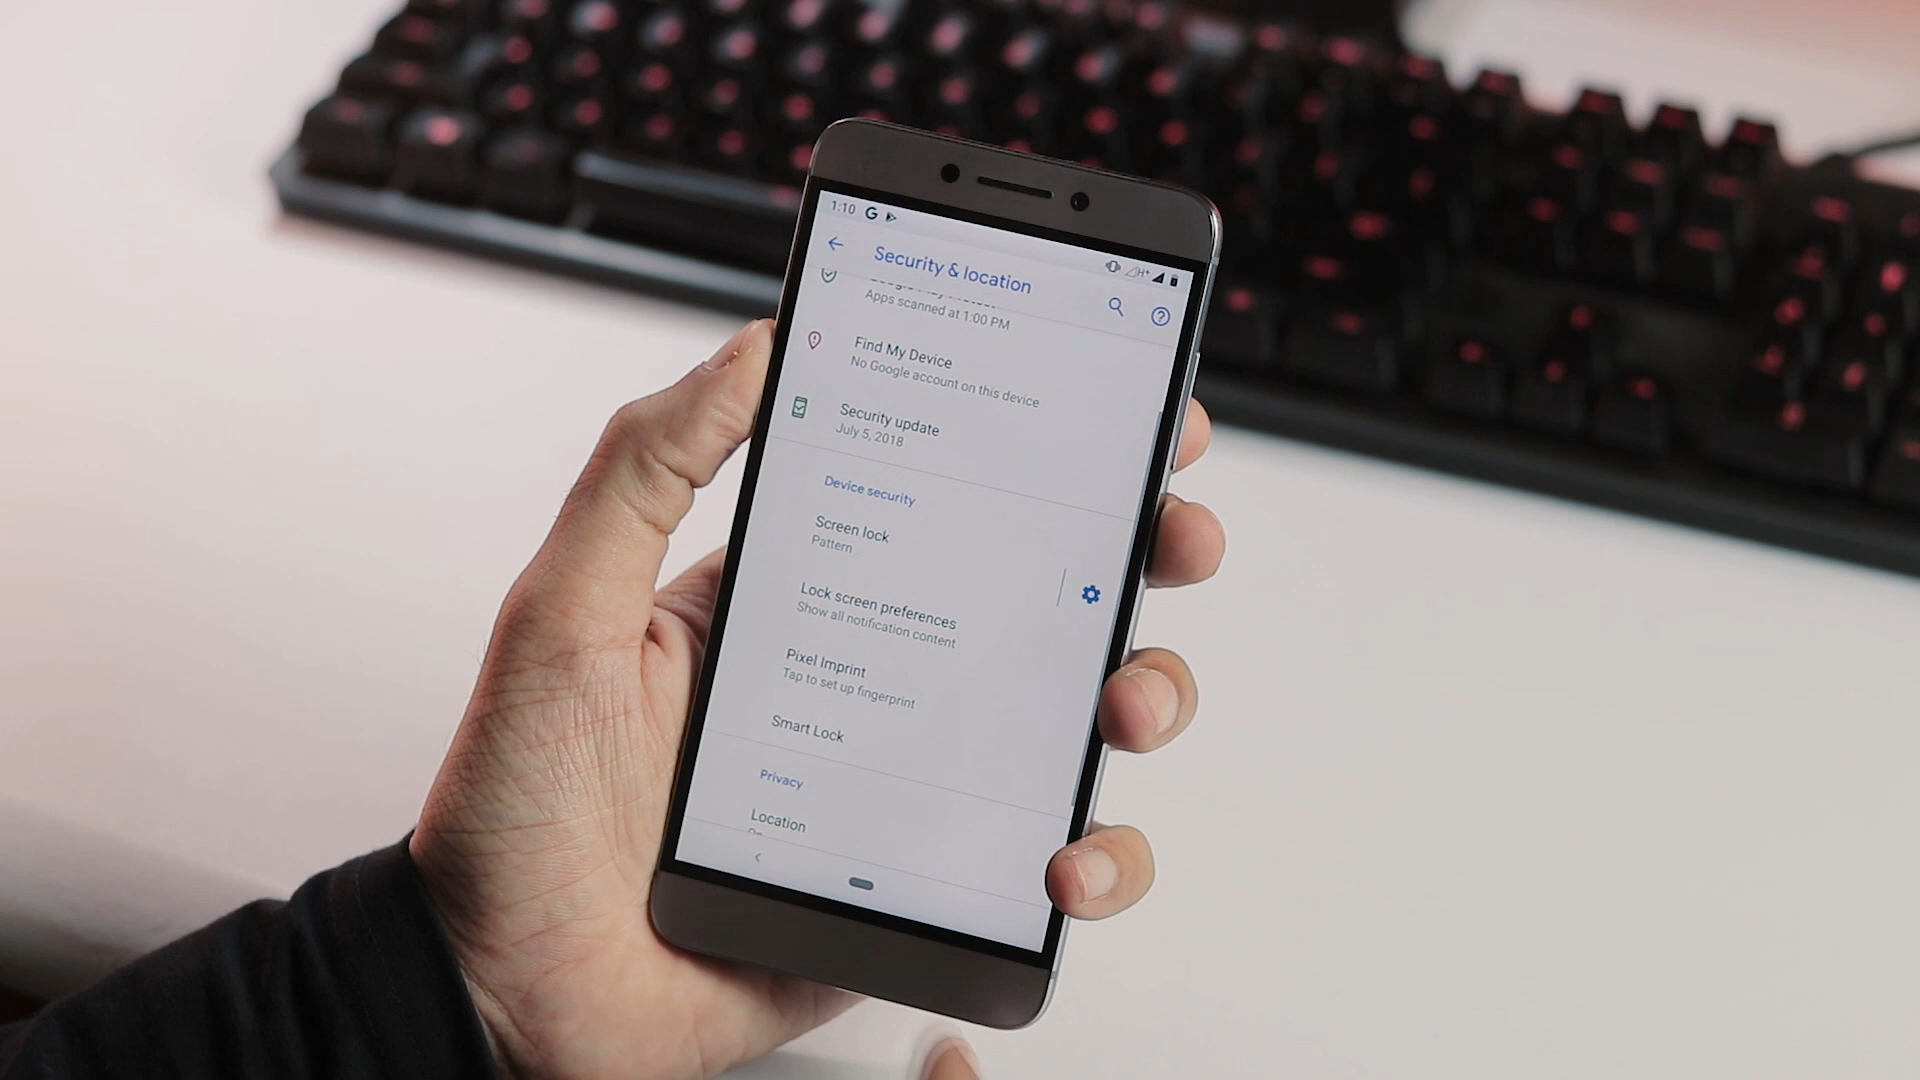 1:10 G
H+
Security & location
Apps scanned at 1:00 PM
Find My Device
No Google account on this device
Security update
July 5, 2018
Device security
Screen lock
Pattern
Lock screen preferences
Show all notification content
Pixel Imprint
Tap to set up fingerprint
Smart Lock
Privacy
Location